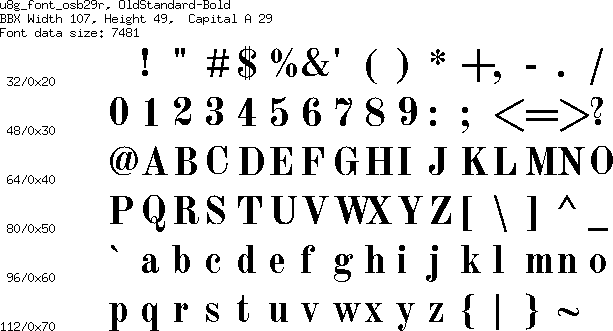 u8g_font_osb29r, OldStandard-Bold
BBX Width 107, Height 49,  Capital A 29
Font data size: 7481
32/0x20 ! " # $ % & ' ( ) * + , - . /
48/0x30 0 1 2 3 4 5 6 7 8 9 : ; < = > ?
64/0x40 @ A B C D E F G H I J K L M N O
80/0x50 P Q R S T U V W X Y Z [ \ ] ^ _
96/0x60 ` a b c d e f g h i j k l m n o
112/0x70 p q r s t u v w x y z { | } ~